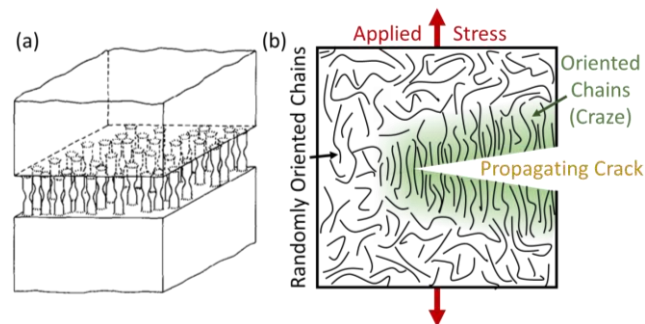 (a)
(b)
Applied Stress
Randomly Oriented Chains
Oriented
Chains
(Craze)
Propagating Crack